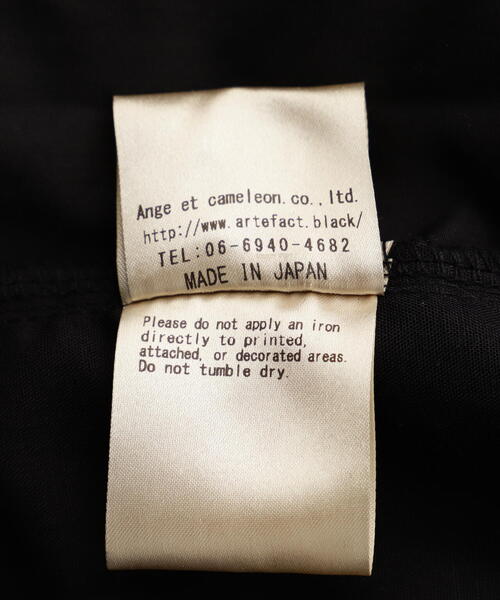 Ange et cameleon.co.,ltd.
http://www.artefact.black/
TEL:06-6940-4682
MADE IN JAPAN
Please do not apply an iron
directly to printed,
attached, or decorated areas.
Do not tumble dry.